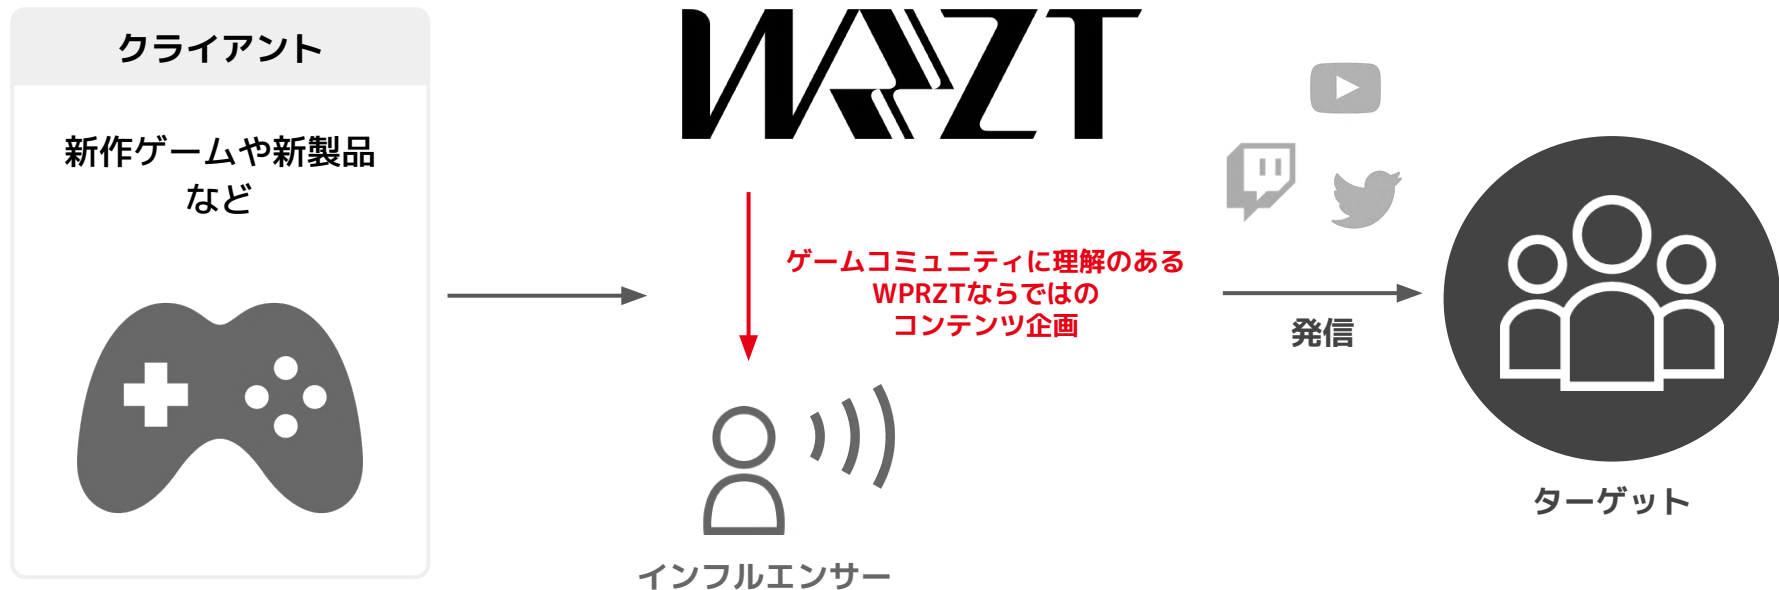 クライアント
新作ゲームや新製品
など
WPRZT
ゲームコミュニティに理解のある
WPRZTならではの
コンテンツ企画
インフルエンサー
発信
ターゲット